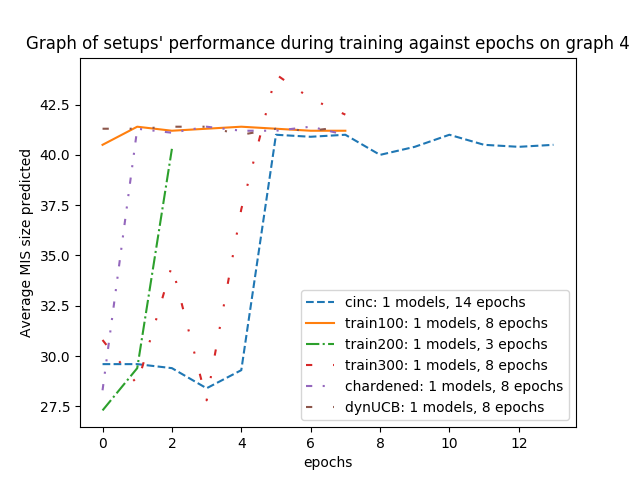 Graph of setups' performance during training against epochs on graph 4
Average MIS size predicted
42.5
40.0
37.5
35.0
32.5
30.0
27.5
cinc: 1 models, 14 epochs
train100: 1 models, 8 epochs
train200: 1 models, 3 epochs
train300: 1 models, 8 epochs
chardened: 1 models, 8 epochs
dynUCB: 1 models, 8 epochs
0 2 4 6 8 10 12
epochs